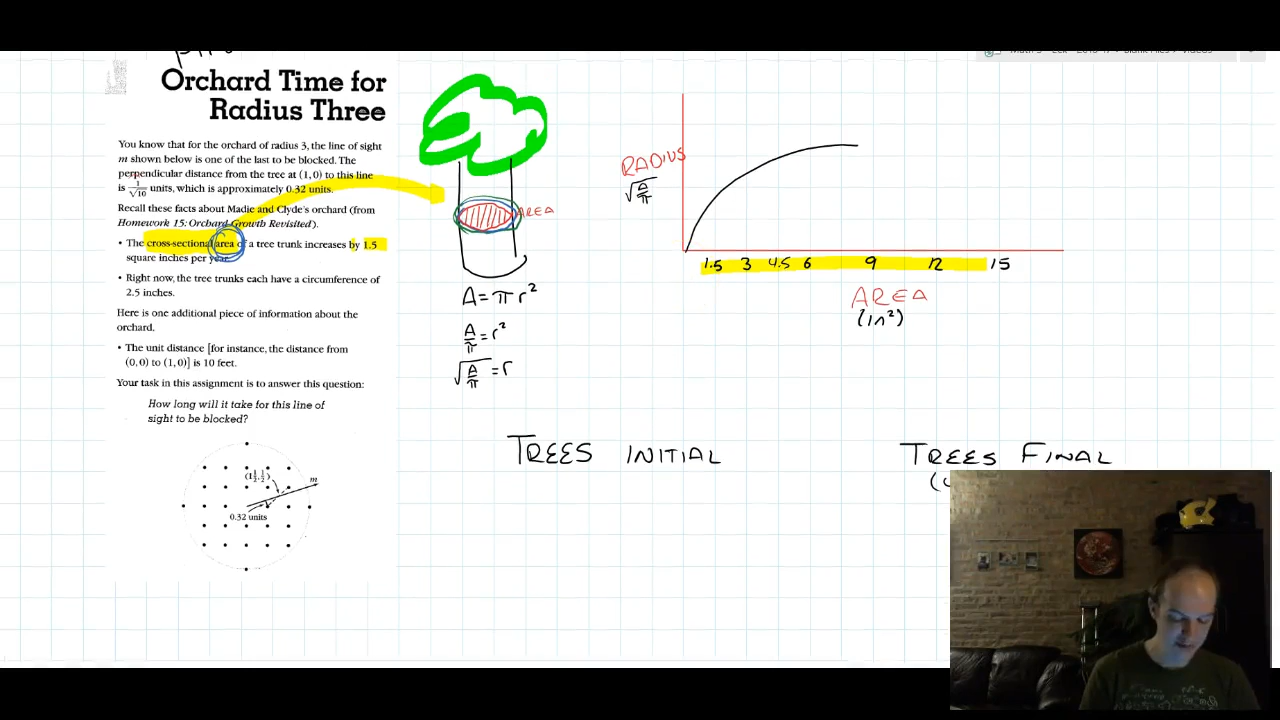 Orchard Time for
Radius Three
You know that for the orchard of radius 3, the line of sight
m shown below is one of the last to be blocked. The
perpendicular distance from the tree at (1, 0) to this line
is 1/√10 units, which is approximately 0.32 units.
Recall these facts about Madie and Clyde's orchard (from
Homework 15: Orchard Growth Revisited).
• The cross-sectional area of a tree trunk increases by 1.5
square inches per year.
• Right now, the tree trunks each have a circumference of
2.5 inches.
Here is one additional piece of information about the
orchard.
• The unit distance [for instance, the distance from
(0, 0) to (1, 0)] is 10 feet.
Your task in this assignment is to answer this question:
How long will it take for this line of
sight to be blocked?
(1½, ½)
m
0.32 units
AREA
A = πr²
A/π = r²
√(A/π) = r
RADIUS
√(A/π)
1.5 3 4.5 6 9 12 15
AREA
(in²)
TREES INITIAL
TREES FINAL